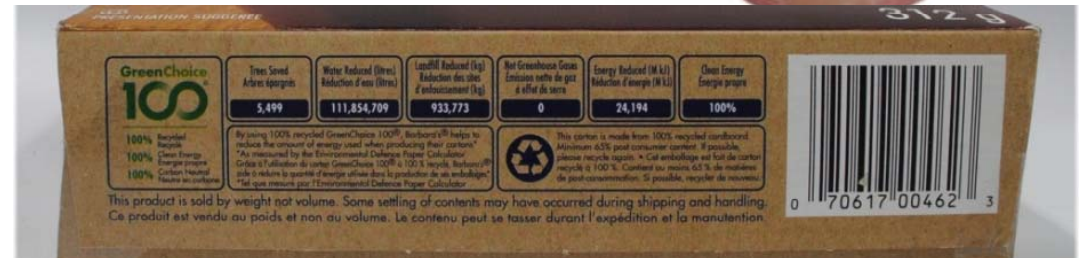 PRÉSENTATION SUGGÉRÉE
312 g
GreenChoice
100
100% Recycled
Recyclé
100% Clean Energy
Énergie propre
100% Carbon Neutral
Neutre en carbone
Trees Saved
Arbres épargnés
5,499
Water Reduced (litres)
Réduction d'eau (litres)
111,854,709
Landfill Reduced (kg)
Réduction des sites
d'enfouissement (kg)
933,773
Net Greenhouse Gases
Émission nette de gaz
à effet de serre
0
Energy Reduced (M kJ)
Réduction d'énergie (M kJ)
24,194
Clean Energy
Énergie propre
100%
By using 100% recycled GreenChoice 100®, Barbara's® helps to
reduce the amount of energy used when producing their cartons*
*As measured by the Environmental Defence Paper Calculator
Grâce à l'utilisation du carton GreenChoice 100® à 100 % recyclé, Barbara's®
aide à réduire la quantité d'énergie utilisée dans la production de ses emballages.*
*Tel que mesuré par l'Environmental Defence Paper Calculator
This carton is made from 100% recycled cardboard.
Minimum 65% post consumer content. If possible,
please recycle again. • Cet emballage est fait de carton
recyclé à 100 %. Contient au moins 65 % de matières
de post-consommation. Si possible, recycler de nouveau.
This product is sold by weight not volume. Some settling of contents may have occurred during shipping and handling.
Ce produit est vendu au poids et non au volume. Le contenu peut se tasser durant l'expédition et la manutention.
0 70617 00462 3